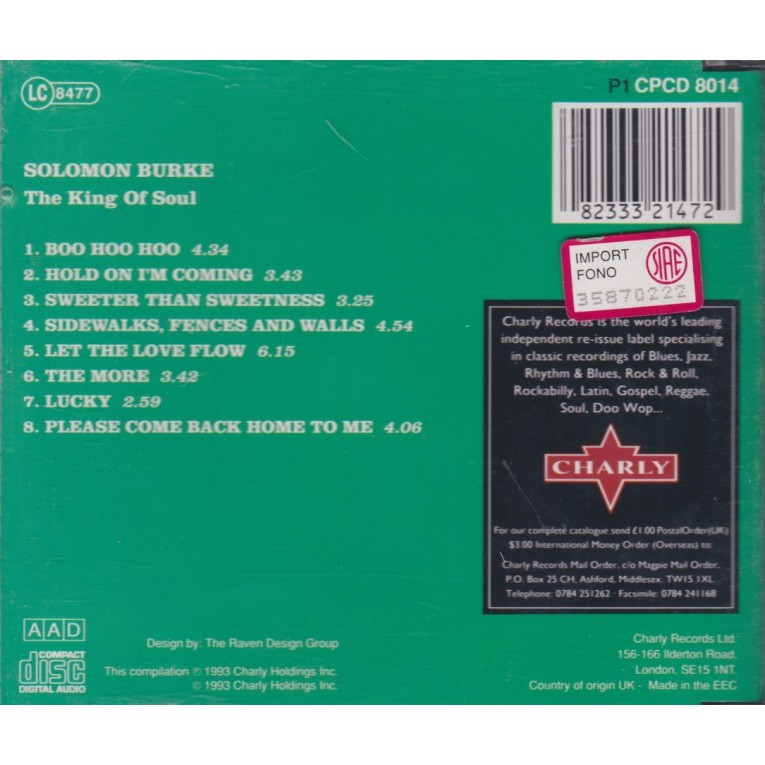 LC 8477
P1 CPCD 8014
SOLOMON BURKE
The King Of Soul
82333 21472
IMPORT
FONO
SIAE
35870222
1. BOO HOO HOO 4.34
2. HOLD ON I'M COMING 3.43
3. SWEETER THAN SWEETNESS 3.25
4. SIDEWALKS, FENCES AND WALLS 4.54
5. LET THE LOVE FLOW 6.15
6. THE MORE 3.42
7. LUCKY 2.59
8. PLEASE COME BACK HOME TO ME 4.06
Charly Records is the world's leading
independent re-issue label specialising
in classic recordings of Blues, Jazz,
Rhythm & Blues, Rock & Roll,
Rockabilly, Latin, Gospel, Reggae,
Soul, Doo Wop...
CHARLY
For our complete catalogue send £1.00 PostalOrder(UK)
$3.00 International Money Order (Overseas) to:
Charly Records Mail Order, c/o Magpie Mail Order,
P.O. Box 25 CH, Ashford, Middlesex. TW15 1XL
Telephone: 0784 251262 · Facsimile: 0784 241168
AAD
COMPACT
disc
DIGITAL AUDIO
Design by: The Raven Design Group
This compilation ℗ 1993 Charly Holdings Inc.
© 1993 Charly Holdings Inc.
Charly Records Ltd.
156-166 Ilderton Road,
London, SE15 1NT.
Country of origin UK - Made in the EEC